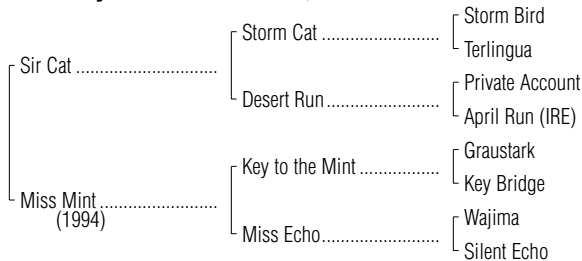 Storm Bird
Storm Cat ......................
Terlingua
Sir Cat ..........................
Private Account
Desert Run .....................
April Run (IRE)
Graustark
Key to the Mint ...............
Key Bridge
Miss Mint ......................
(1994)
Wajima
Miss Echo ......................
Silent Echo